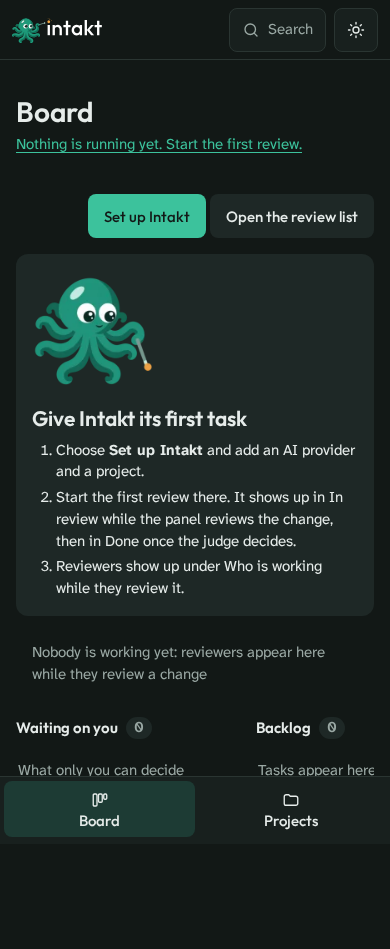 intakt
Search
Board
Nothing is running yet. Start the first review.
Set up Intakt
Open the review list
Give Intakt its first task
1. Choose Set up Intakt and add an AI provider
and a project.
2. Start the first review there. It shows up in In
review while the panel reviews the change,
then in Done once the judge decides.
3. Reviewers show up under Who is working
while they review it.
Nobody is working yet: reviewers appear here
while they review a change
Waiting on you 0
Backlog 0
What only you can decide
Tasks appear here
Board
Projects